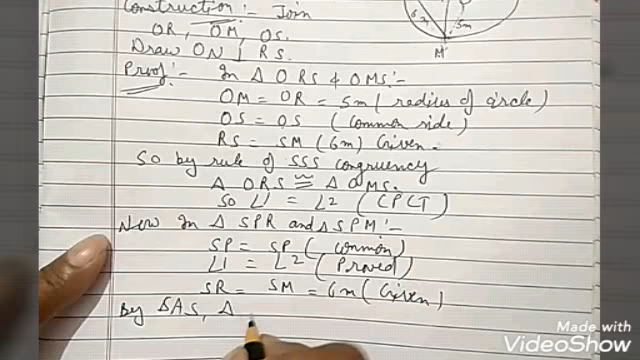 Construction:- Join
OR, OM, OS.
Draw ON ⊥ RS.
6m
5m
M
Proof:- In Δ ORS & OMS:-
OM = OR = 5m (radius of circle)
OS = OS (Common side)
RS = SM (6m) Given.
So by rule of SSS congruency
Δ ORS ≅ Δ OMS.
So ∠1 = ∠2 (CPCT)
Now In Δ SPR and Δ SPM:-
SP = SP (Common)
∠1 = ∠2 (Proved)
SR = SM = 6m (Given)
By SAS, Δ
Made with
VideoShow